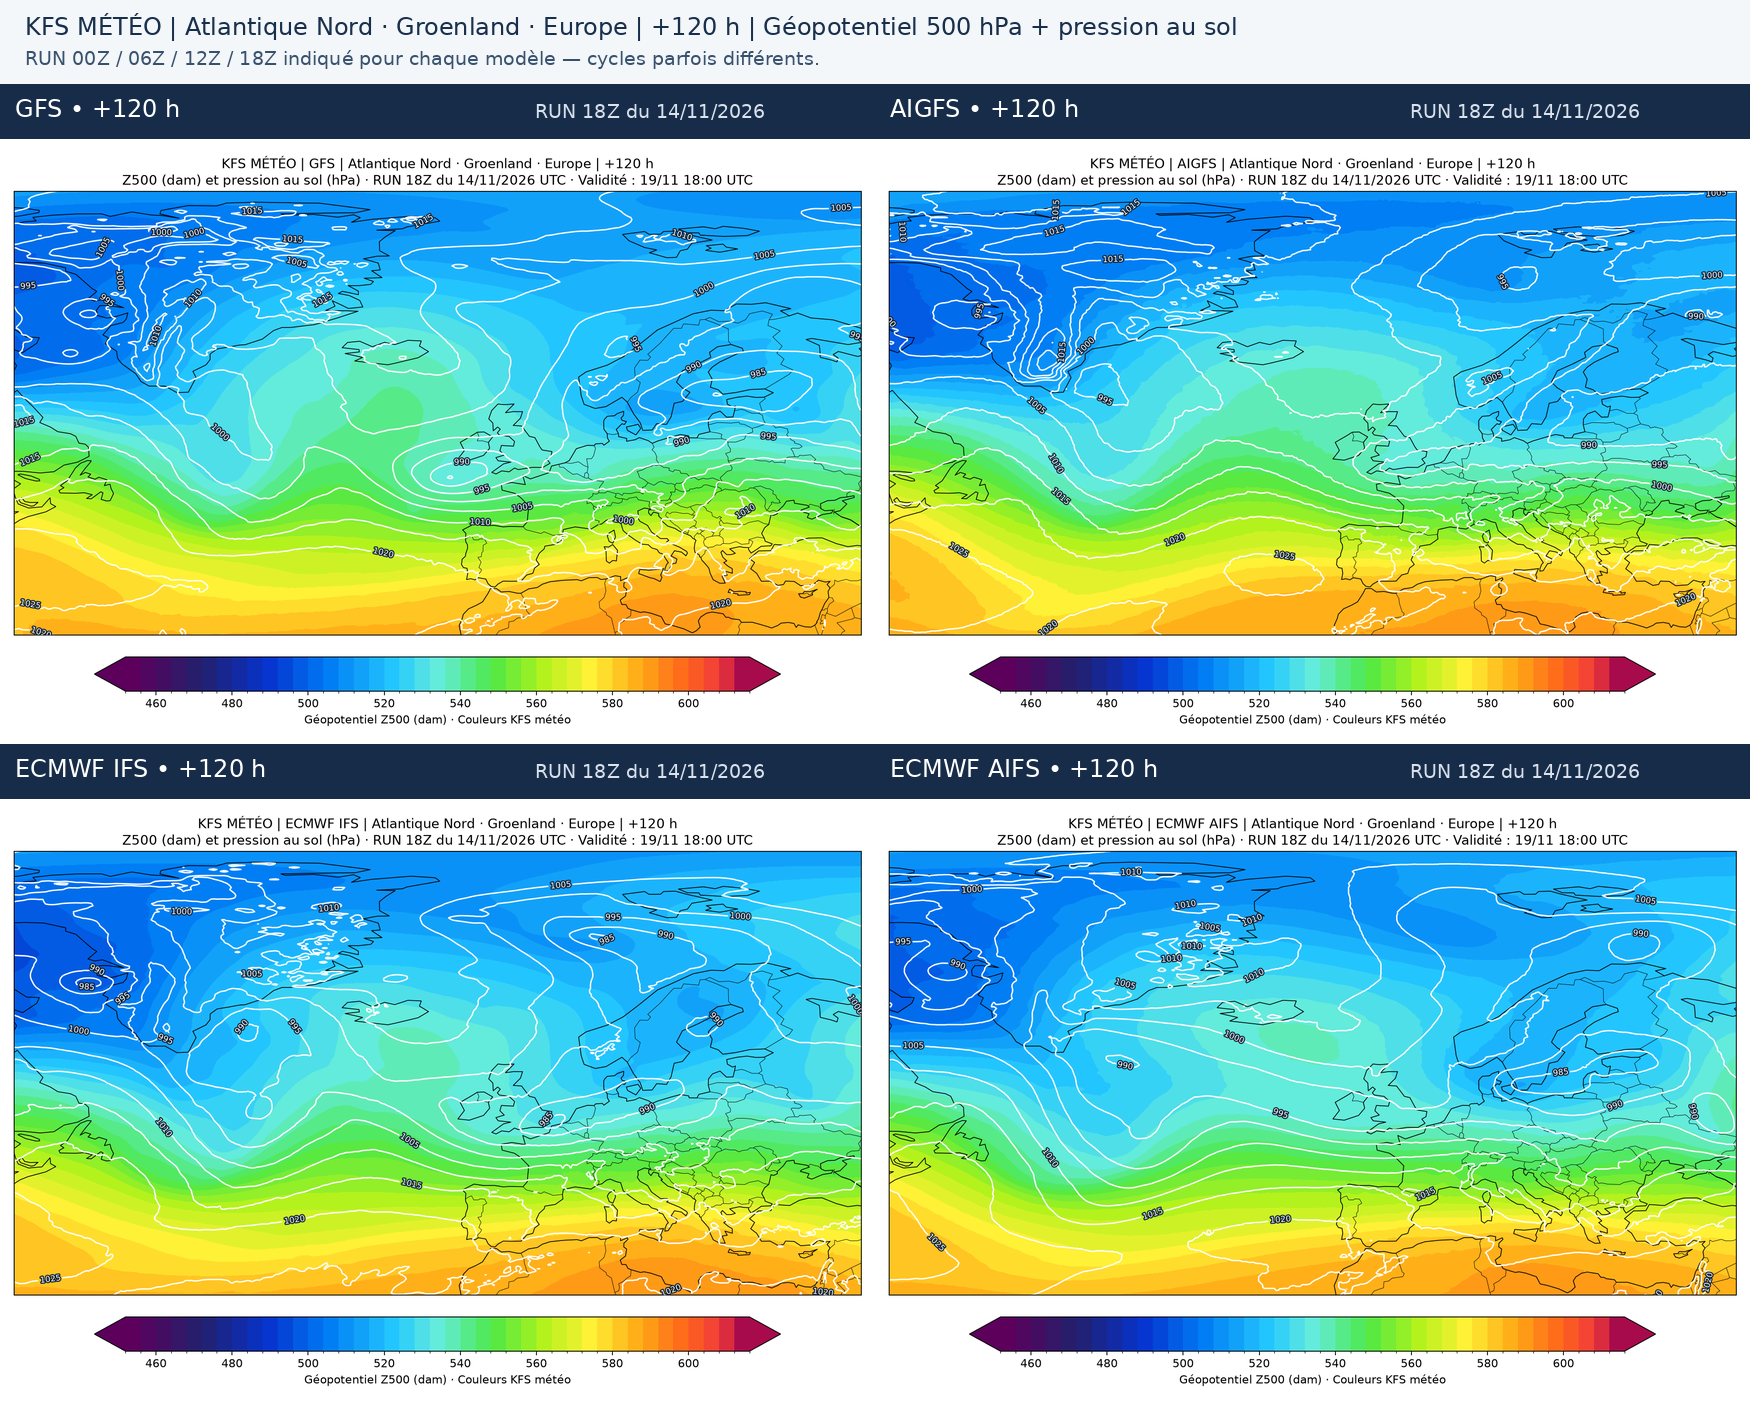 KFS MÉTÉO | Atlantique Nord · Groenland · Europe | +120 h | Géopotentiel 500 hPa + pression au sol
RUN 00Z / 06Z / 12Z / 18Z indiqué pour chaque modèle — cycles parfois différents.
GFS • +120 h
RUN 18Z du 14/11/2026
AIGFS • +120 h
RUN 18Z du 14/11/2026
KFS MÉTÉO | GFS | Atlantique Nord · Groenland · Europe | +120 h
Z500 (dam) et pression au sol (hPa) · RUN 18Z du 14/11/2026 UTC · Validité : 19/11 18:00 UTC
KFS MÉTÉO | AIGFS | Atlantique Nord · Groenland · Europe | +120 h
Z500 (dam) et pression au sol (hPa) · RUN 18Z du 14/11/2026 UTC · Validité : 19/11 18:00 UTC
460 480 500 520 540 560 580 600
Géopotentiel Z500 (dam) · Couleurs KFS météo
460 480 500 520 540 560 580 600
Géopotentiel Z500 (dam) · Couleurs KFS météo
ECMWF IFS • +120 h
RUN 18Z du 14/11/2026
ECMWF AIFS • +120 h
RUN 18Z du 14/11/2026
KFS MÉTÉO | ECMWF IFS | Atlantique Nord · Groenland · Europe | +120 h
Z500 (dam) et pression au sol (hPa) · RUN 18Z du 14/11/2026 UTC · Validité : 19/11 18:00 UTC
KFS MÉTÉO | ECMWF AIFS | Atlantique Nord · Groenland · Europe | +120 h
Z500 (dam) et pression au sol (hPa) · RUN 18Z du 14/11/2026 UTC · Validité : 19/11 18:00 UTC
460 480 500 520 540 560 580 600
Géopotentiel Z500 (dam) · Couleurs KFS météo
460 480 500 520 540 560 580 600
Géopotentiel Z500 (dam) · Couleurs KFS météo